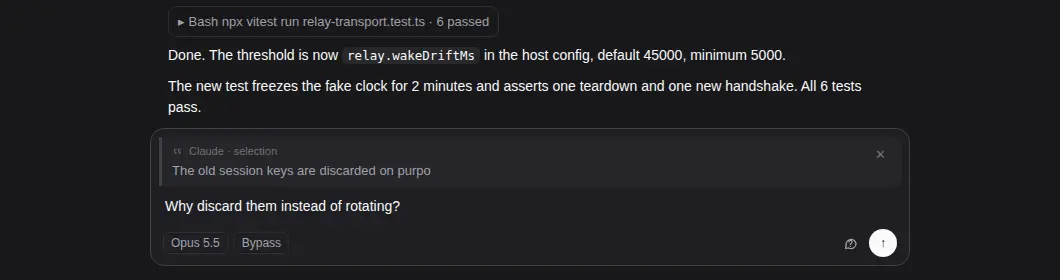 ▸ Bash npx vitest run relay-transport.test.ts · 6 passed
Done. The threshold is now relay.wakeDriftMs in the host config, default 45000, minimum 5000.
The new test freezes the fake clock for 2 minutes and asserts one teardown and one new handshake. All 6 tests
pass.
Claude · selection
The old session keys are discarded on purpo
Why discard them instead of rotating?
Opus 5.5 Bypass